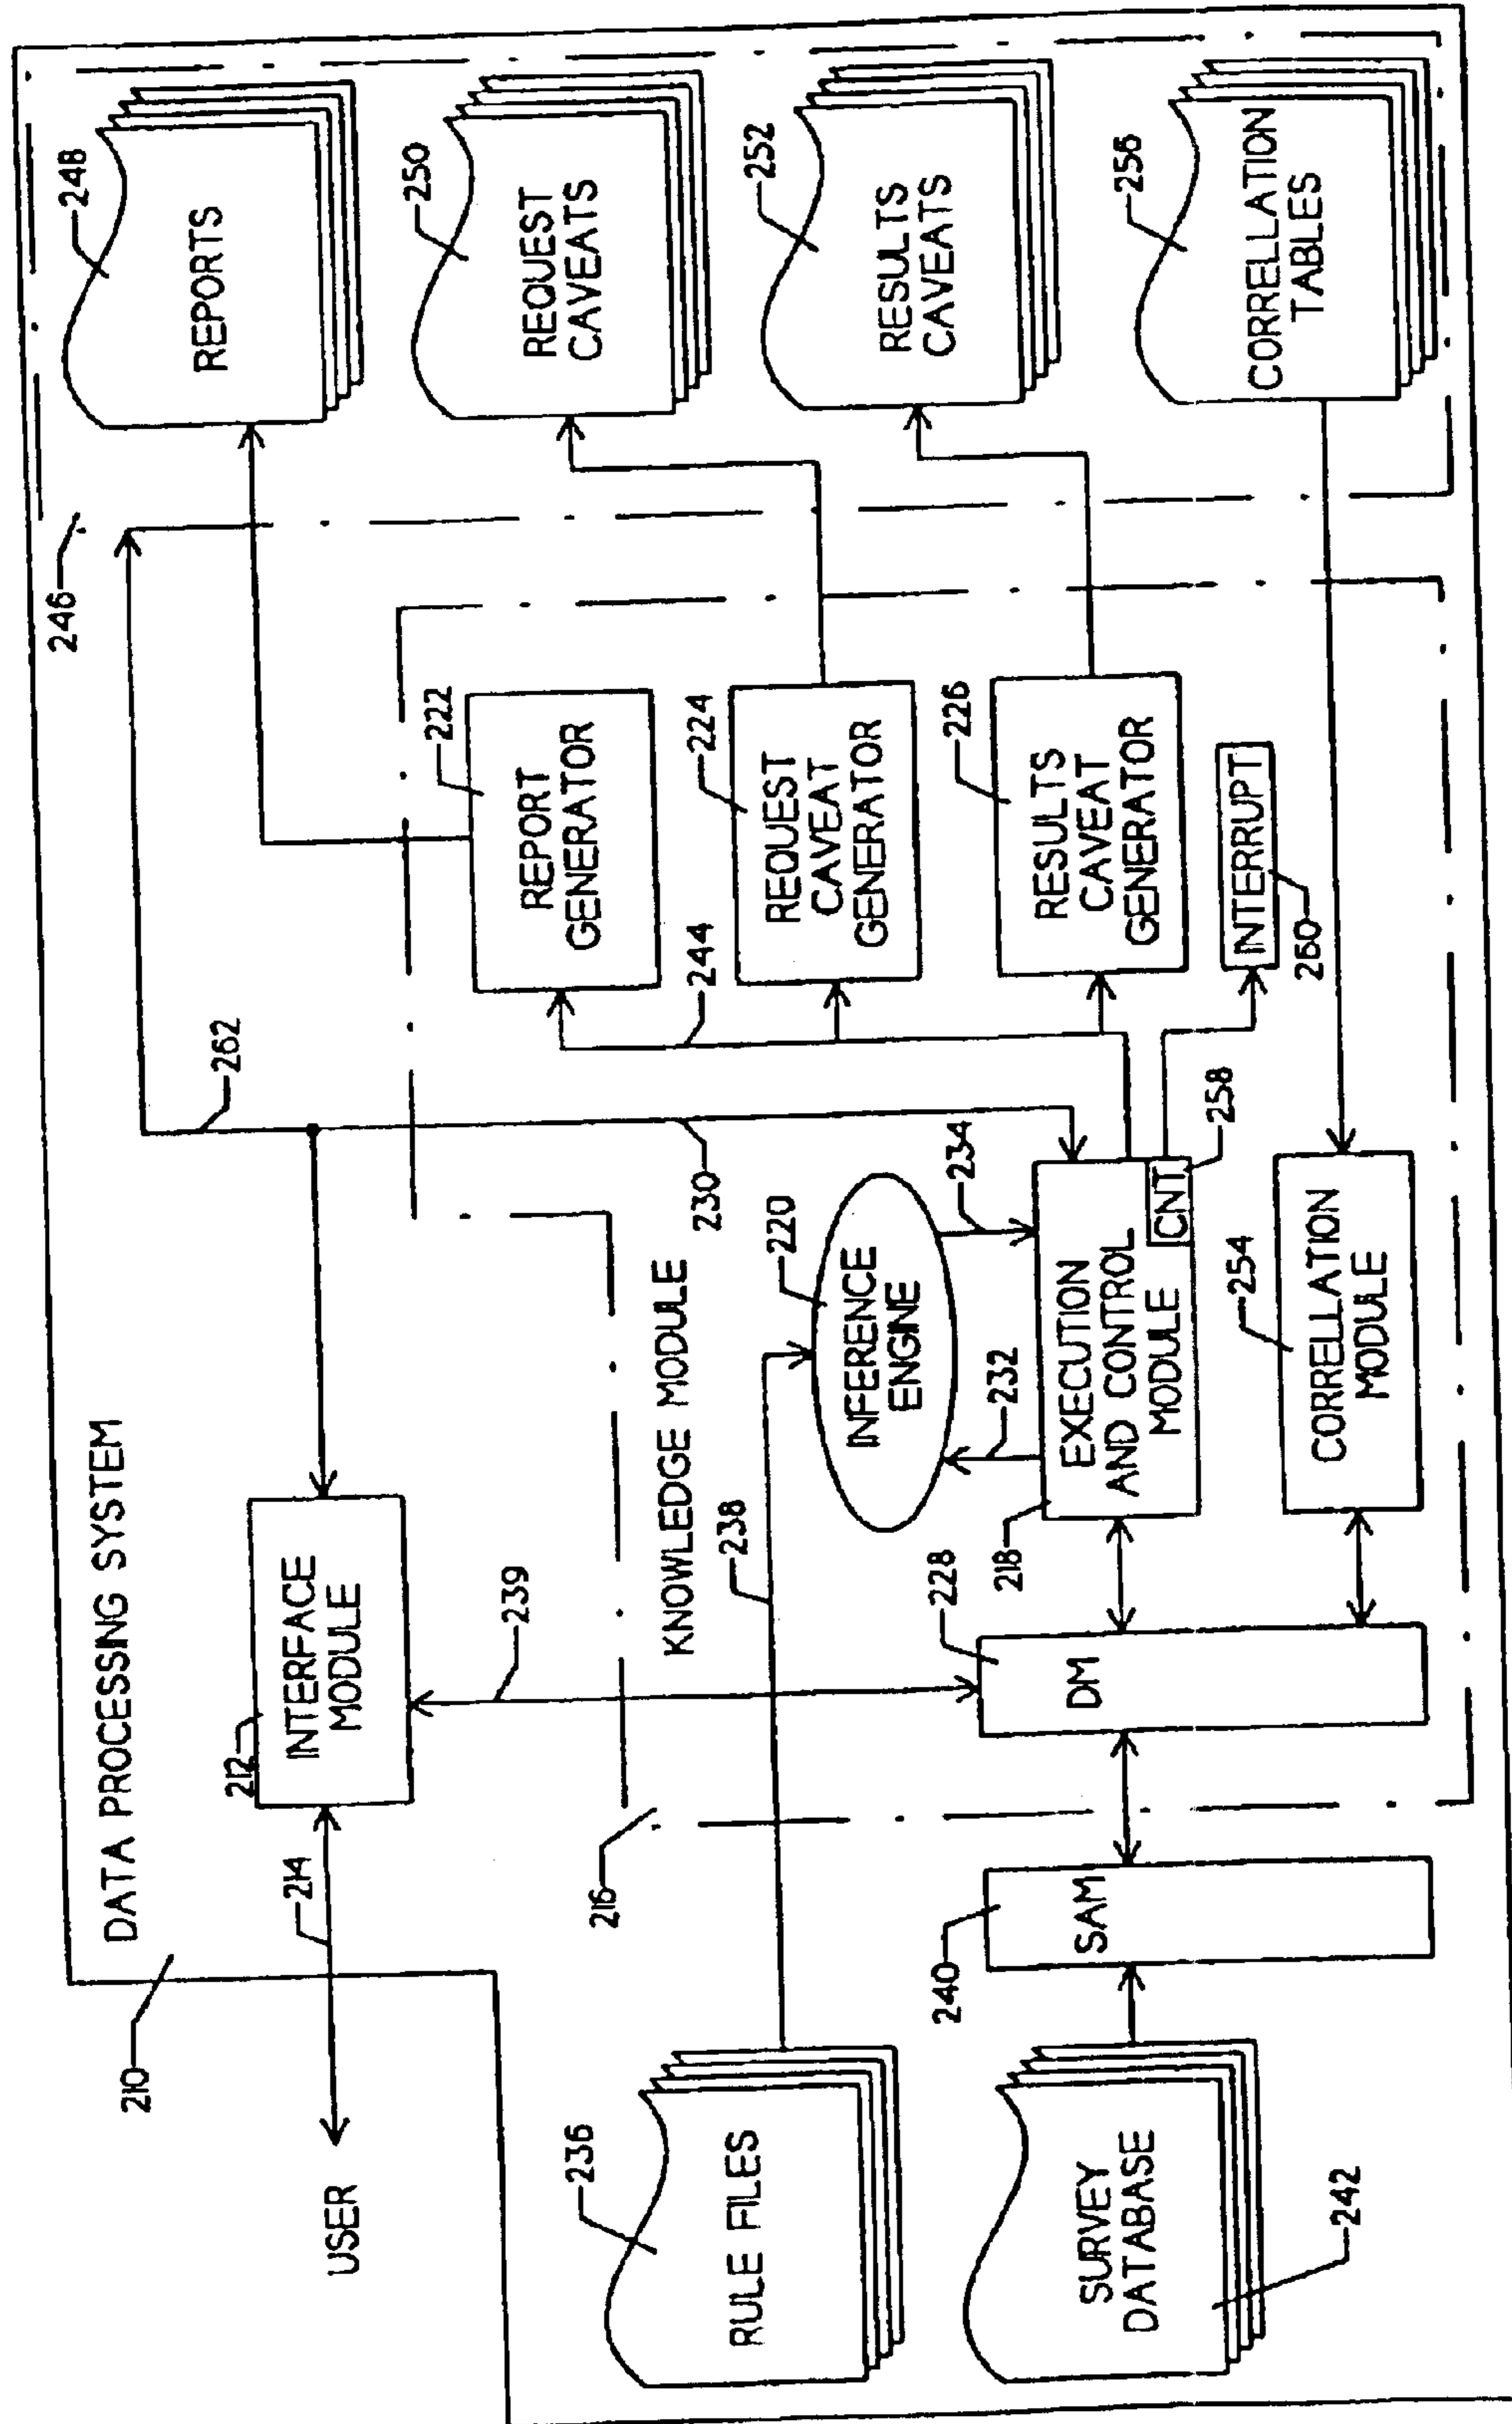 DATA PROCESSING SYSTEM
210
USER
214
212
INTERFACE
MODULE
262
246
248
REPORTS
239
216
KNOWLEDGE MODULE
230
222
REPORT
GENERATOR
250
REQUEST
CAVEATS
236
RULE FILES
238
220
INFERENCE
ENGINE
232
234
244
224
REQUEST
CAVEAT
GENERATOR
252
RESULTS
CAVEATS
242
SURVEY
DATABASE
240
SAM
228
DM
218
EXECUTION
AND CONTROL
MODULE
CNT
258
226
RESULTS
CAVEAT
GENERATOR
INTERRUPT
260
254
CORRELLATION
MODULE
256
CORRELLATION
TABLES